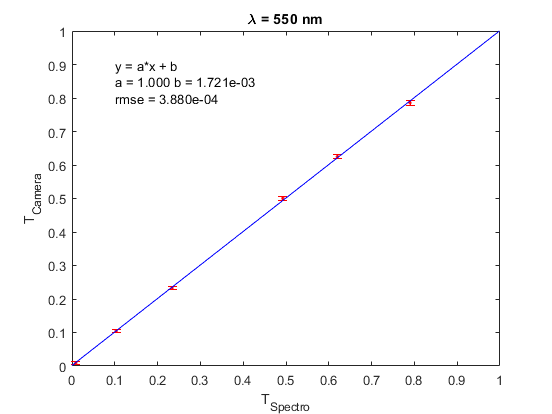 λ = 550 nm
y = a*x + b
a = 1.000 b = 1.721e-03
rmse = 3.880e-04
1
0.9
0.8
0.7
0.6
0.5
0.4
0.3
0.2
0.1
0
T_Camera
0 0.1 0.2 0.3 0.4 0.5 0.6 0.7 0.8 0.9 1
T_Spectro